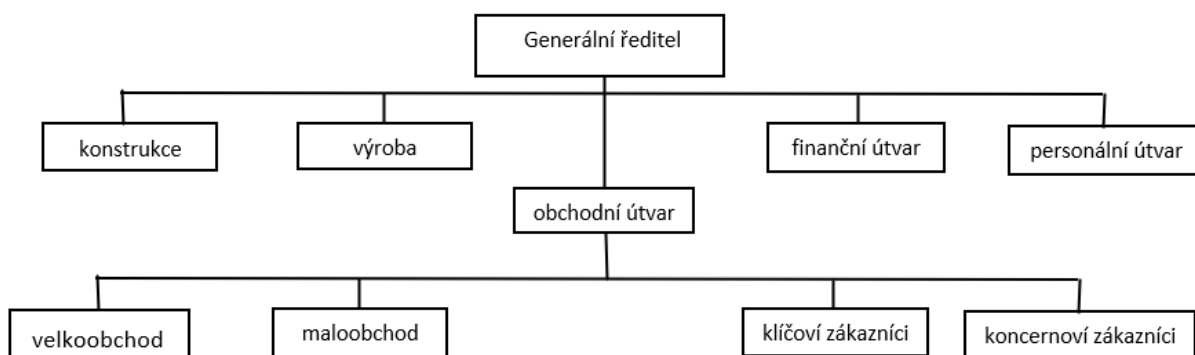 Generální ředitel
konstrukce
výroba
finanční útvar
personální útvar
obchodní útvar
velkoobchod
maloobchod
klíčoví zákazníci
koncernoví zákazníci